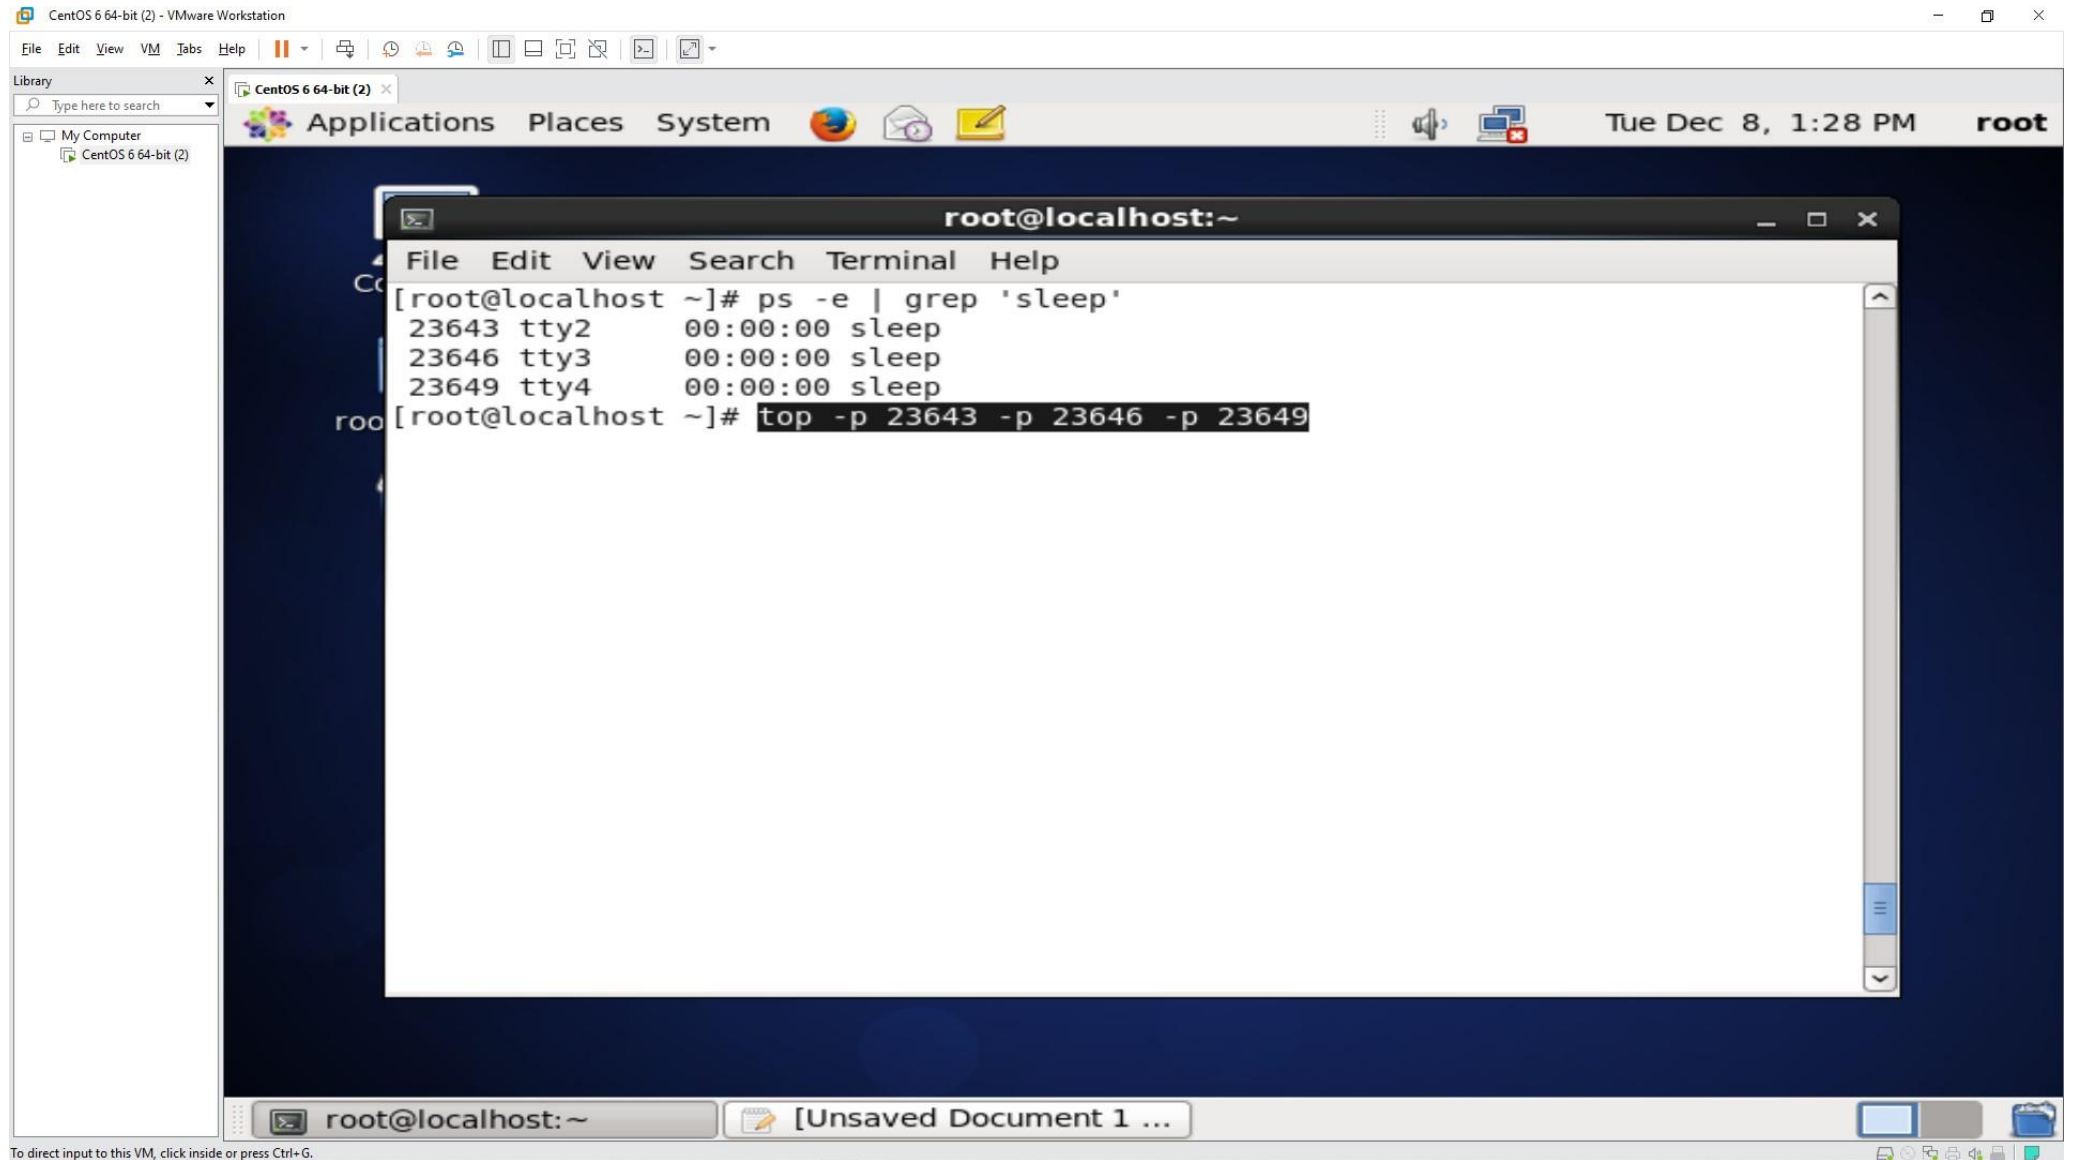 CentOS 6 64-bit (2) - VMware Workstation
File Edit View VM Tabs Help
Library
Type here to search
My Computer
CentOS 6 64-bit (2)
CentOS 6 64-bit (2)
Applications Places System Tue Dec 8, 1:28 PM root
root@localhost:~
File Edit View Search Terminal Help
Co
roo
[root@localhost ~]# ps -e | grep 'sleep'
23643 tty2 00:00:00 sleep
23646 tty3 00:00:00 sleep
23649 tty4 00:00:00 sleep
[root@localhost ~]# top -p 23643 -p 23646 -p 23649
root@localhost:~ [Unsaved Document 1 ...
To direct input to this VM, click inside or press Ctrl+G.